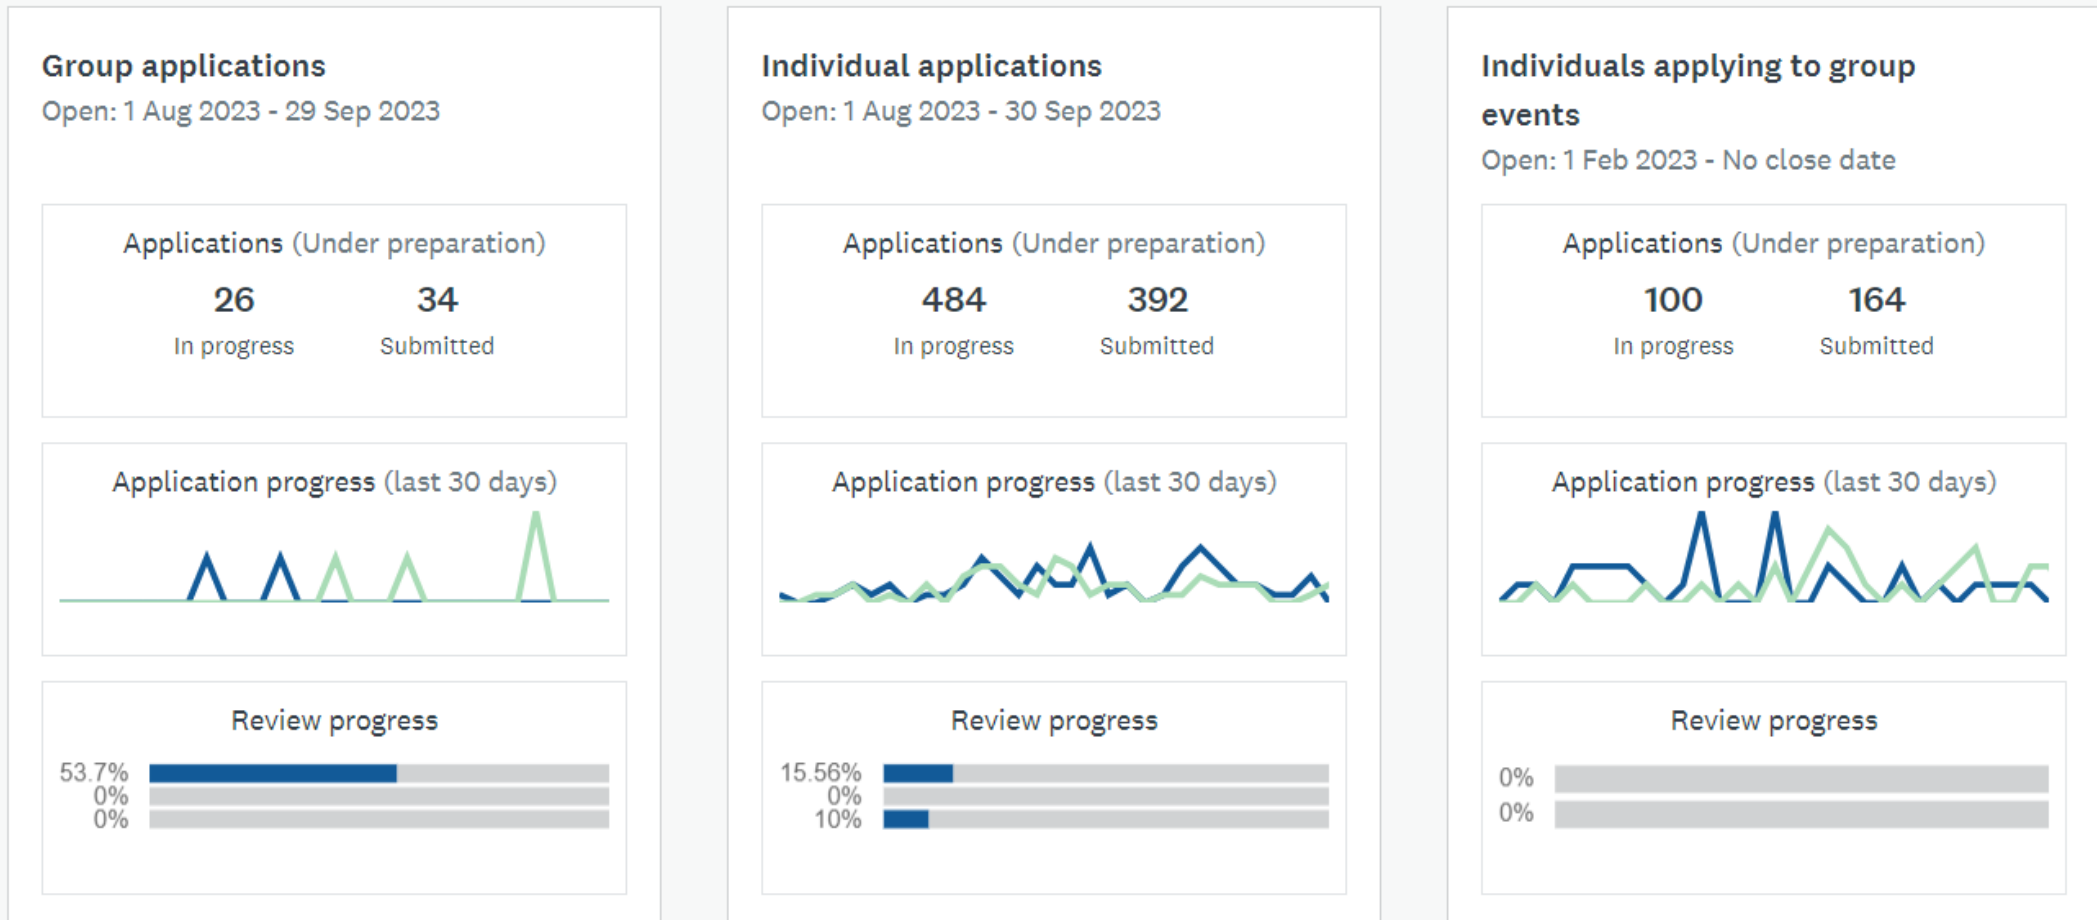 Group applications
Open: 1 Aug 2023 - 29 Sep 2023
Applications (Under preparation)
26 34
In progress Submitted
Application progress (last 30 days)
Review progress
53.7%
0%
0%
Individual applications
Open: 1 Aug 2023 - 30 Sep 2023
Applications (Under preparation)
484 392
In progress Submitted
Application progress (last 30 days)
Review progress
15.56%
0%
10%
Individuals applying to group
events
Open: 1 Feb 2023 - No close date
Applications (Under preparation)
100 164
In progress Submitted
Application progress (last 30 days)
Review progress
0%
0%